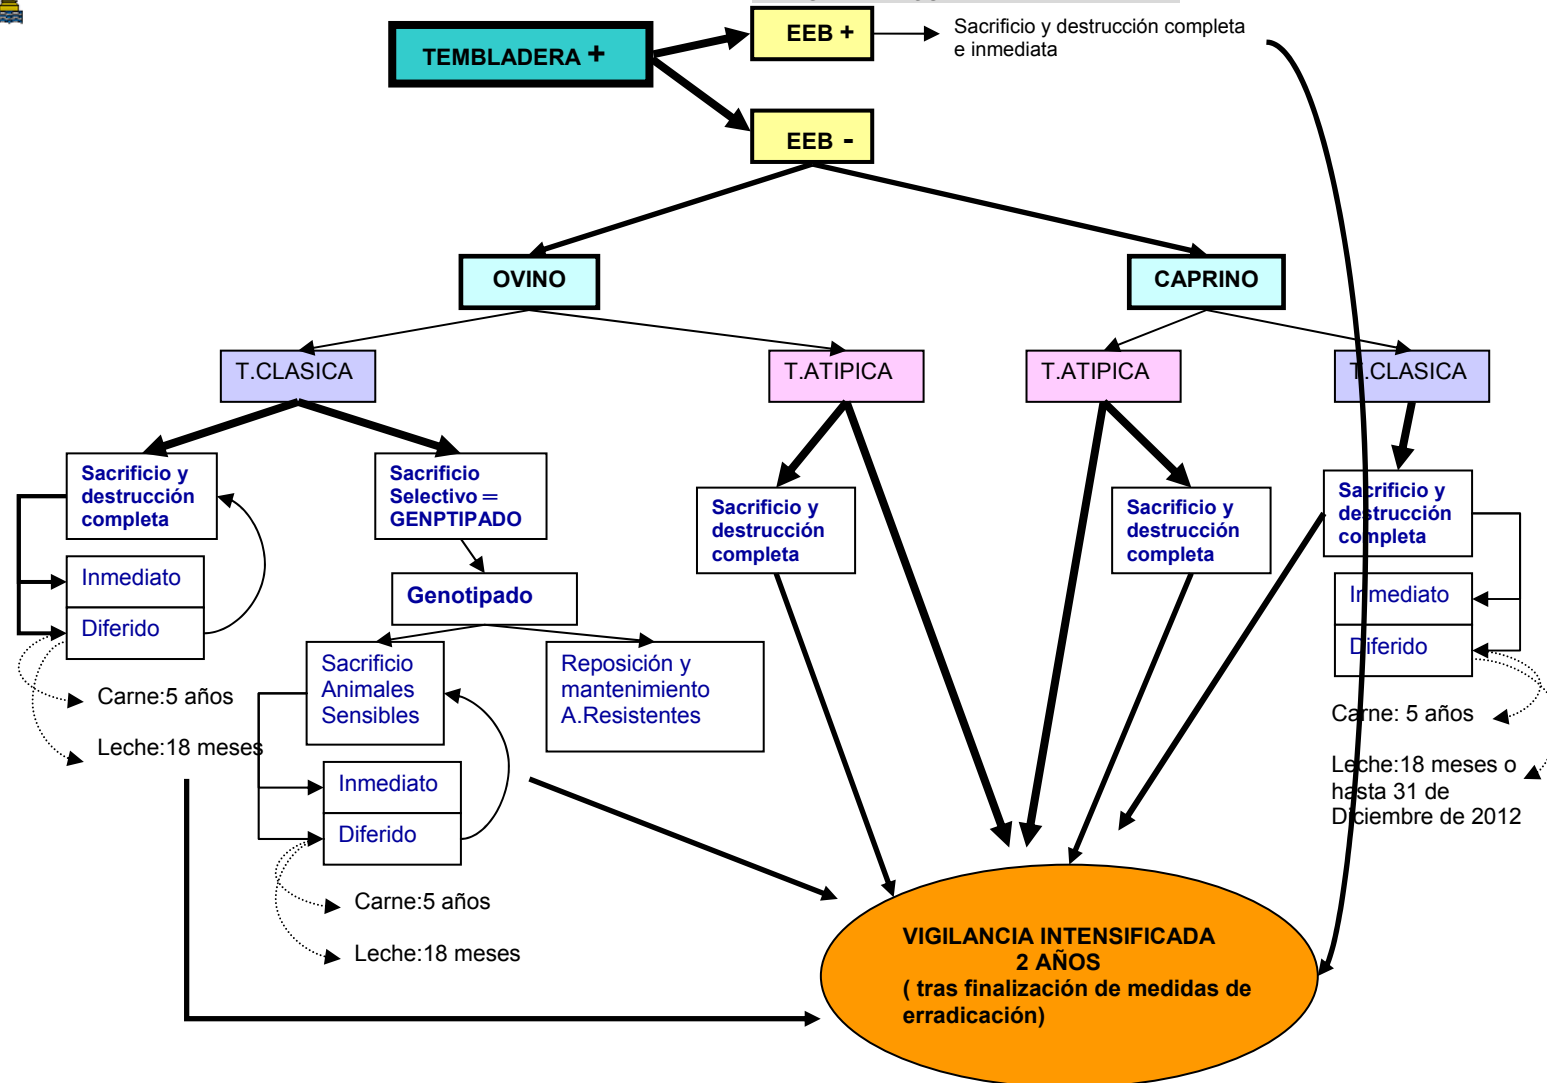 TEMBLADERA +
EEB +
Sacrificio y destrucción completa
e inmediata
EEB -
OVINO
CAPRINO
T.CLASICA
T.ATIPICA
T.ATIPICA
T.CLASICA
Sacrificio y
destrucción
completa
Inmediato
Diferido
Carne:5 años
Leche:18 meses
Sacrificio
Selectivo =
GENPTIPADO
Genotipado
Sacrificio
Animales
Sensibles
Reposición y
mantenimiento
A.Resistentes
Inmediato
Diferido
Carne:5 años
Leche:18 meses
Sacrificio y
destrucción
completa
Sacrificio y
destrucción
completa
Sacrificio y
destrucción
completa
Inmediato
Diferido
Carne: 5 años
Leche:18 meses o
hasta 31 de
Diciembre de 2012
VIGILANCIA INTENSIFICADA
2 AÑOS
( tras finalización de medidas de
erradicación)